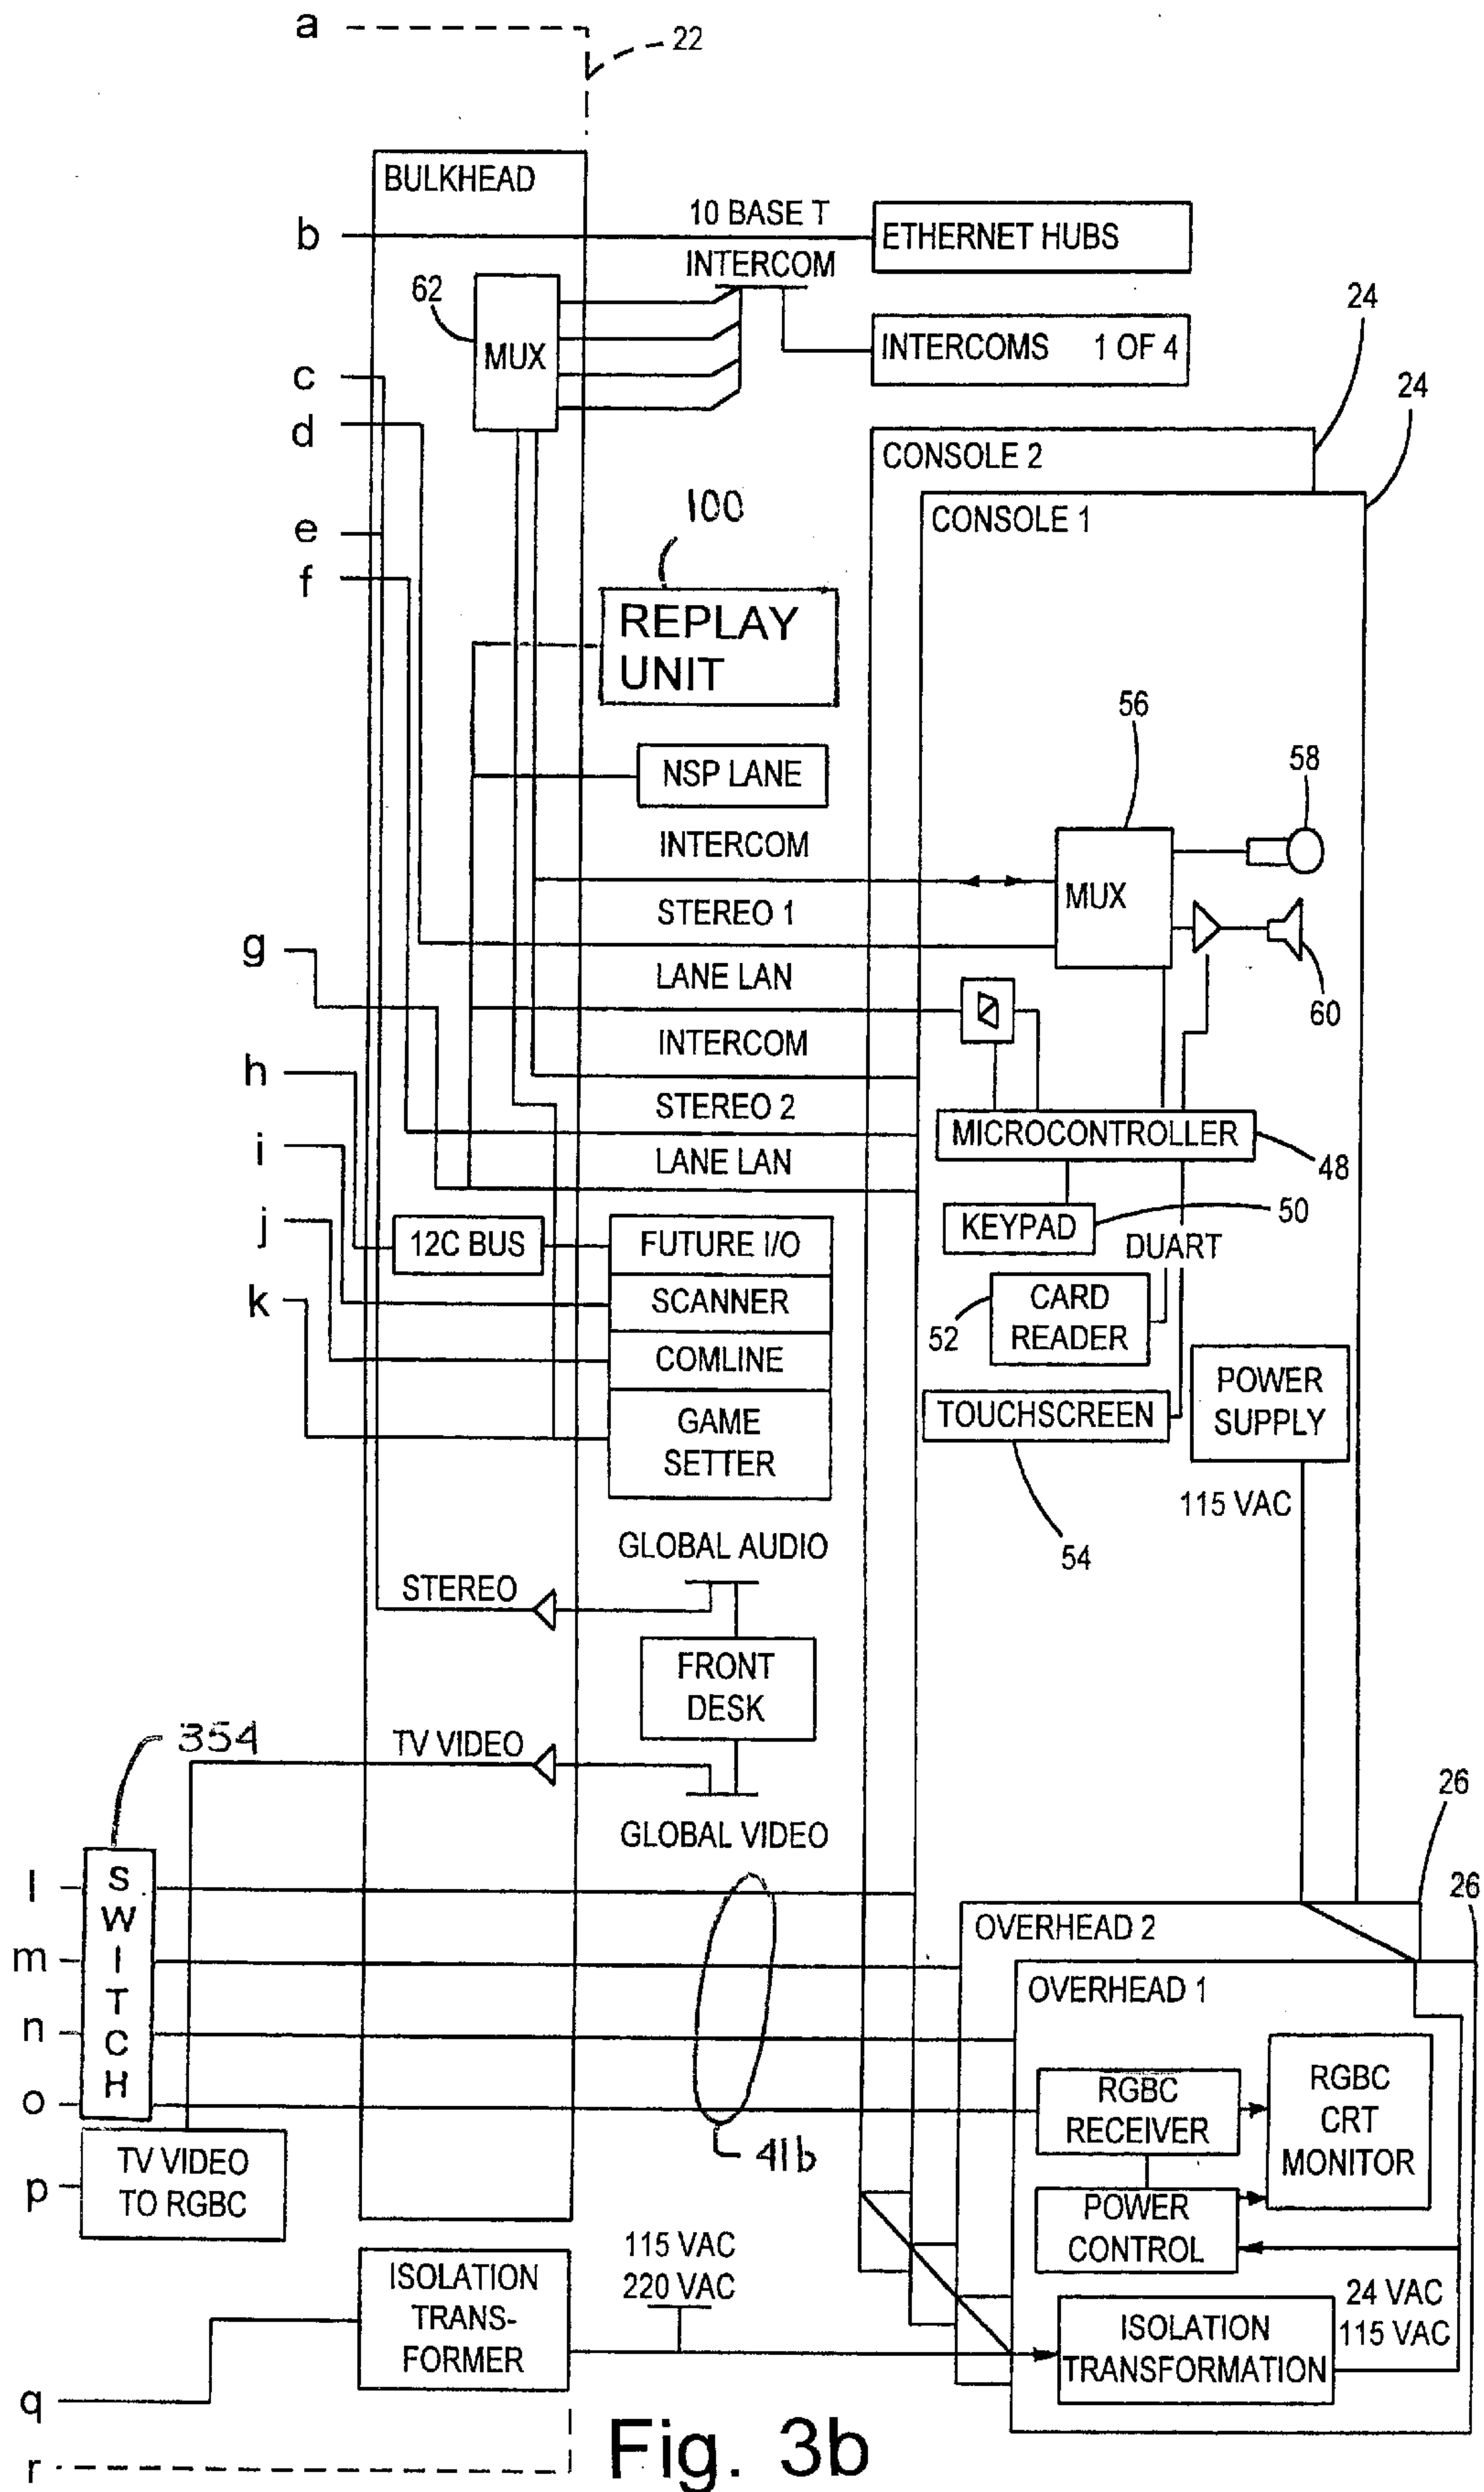 a
22
BULKHEAD
b
10 BASE T
ETHERNET HUBS
INTERCOM
62
MUX
INTERCOMS 1 OF 4
24
24
c
d
CONSOLE 2
CONSOLE 1
100
e
f
REPLAY
UNIT
56
58
NSP LANE
INTERCOM
MUX
STEREO 1
g
LANE LAN
60
INTERCOM
h
STEREO 2
MICROCONTROLLER
i
LANE LAN
48
j
12C BUS
FUTURE I/O
KEYPAD
50
DUART
k
SCANNER
52
CARD
READER
COMLINE
POWER
SUPPLY
GAME
SETTER
TOUCHSCREEN
115 VAC
54
GLOBAL AUDIO
STEREO
FRONT
DESK
354
TV VIDEO
GLOBAL VIDEO
26
26
l
SWITCH
m
OVERHEAD 2
n
OVERHEAD 1
o
RGBC
RECEIVER
RGBC
CRT
MONITOR
41b
p
TV VIDEO
TO RGBC
POWER
CONTROL
115 VAC
220 VAC
ISOLATION
TRANS-
FORMER
24 VAC
115 VAC
ISOLATION
TRANSFORMATION
q
r
Fig. 3b